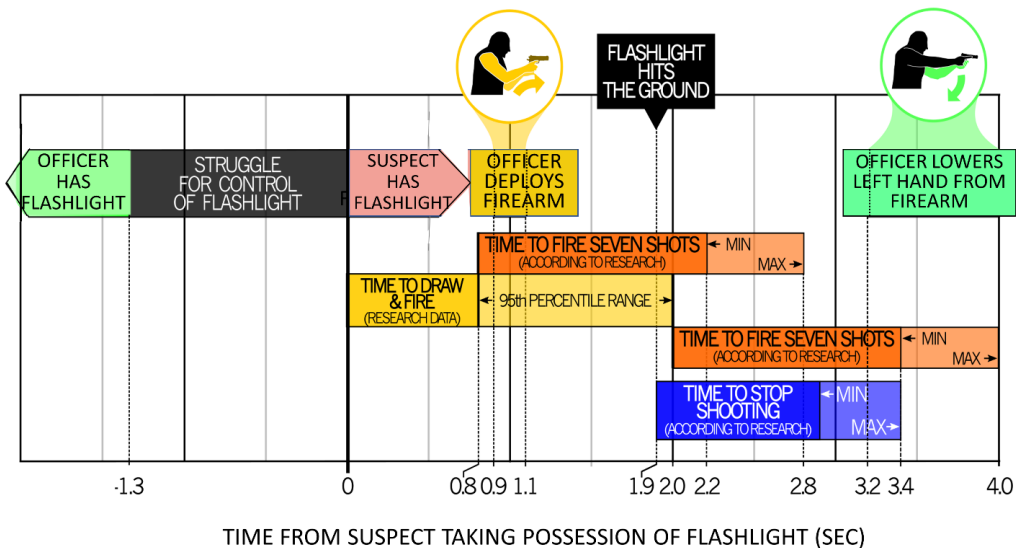 FLASHLIGHT
HITS
THE GROUND
OFFICER
HAS
FLASHLIGHT
STRUGGLE
FOR CONTROL
OF FLASHLIGHT
SUSPECT
HAS
FLASHLIGHT
OFFICER
DEPLOYS
FIREARM
OFFICER LOWERS
LEFT HAND FROM
FIREARM
TIME TO FIRE SEVEN SHOTS
(ACCORDING TO RESEARCH)
MIN
MAX
TIME TO DRAW
& FIRE
(RESEARCH DATA)
95th PERCENTILE RANGE
TIME TO FIRE SEVEN SHOTS
(ACCORDING TO RESEARCH)
MIN
MAX
TIME TO STOP
SHOOTING
(ACCORDING TO RESEARCH)
MIN
MAX
-1.3 0 0.8 0.9 1.1 1.9 2.0 2.2 2.8 3.2 3.4 4.0
TIME FROM SUSPECT TAKING POSSESSION OF FLASHLIGHT (SEC)